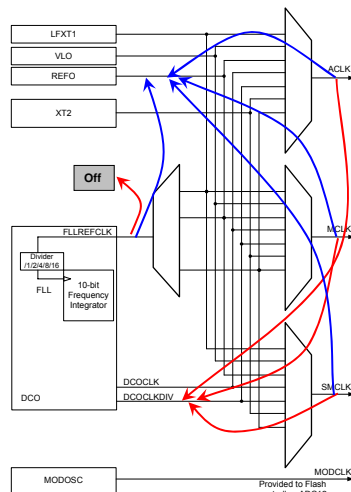 LFXT1
VLO
REFO
ACLK
XT2
Off
FLLREFCLK
MCLK
Divider
/1/2/4/8/16
FLL
10-bit
Frequency
Integrator
DCOCLK
DCOCLKDIV
SMCLK
DCO
MODOSC
MODCLK
Provided to Flash